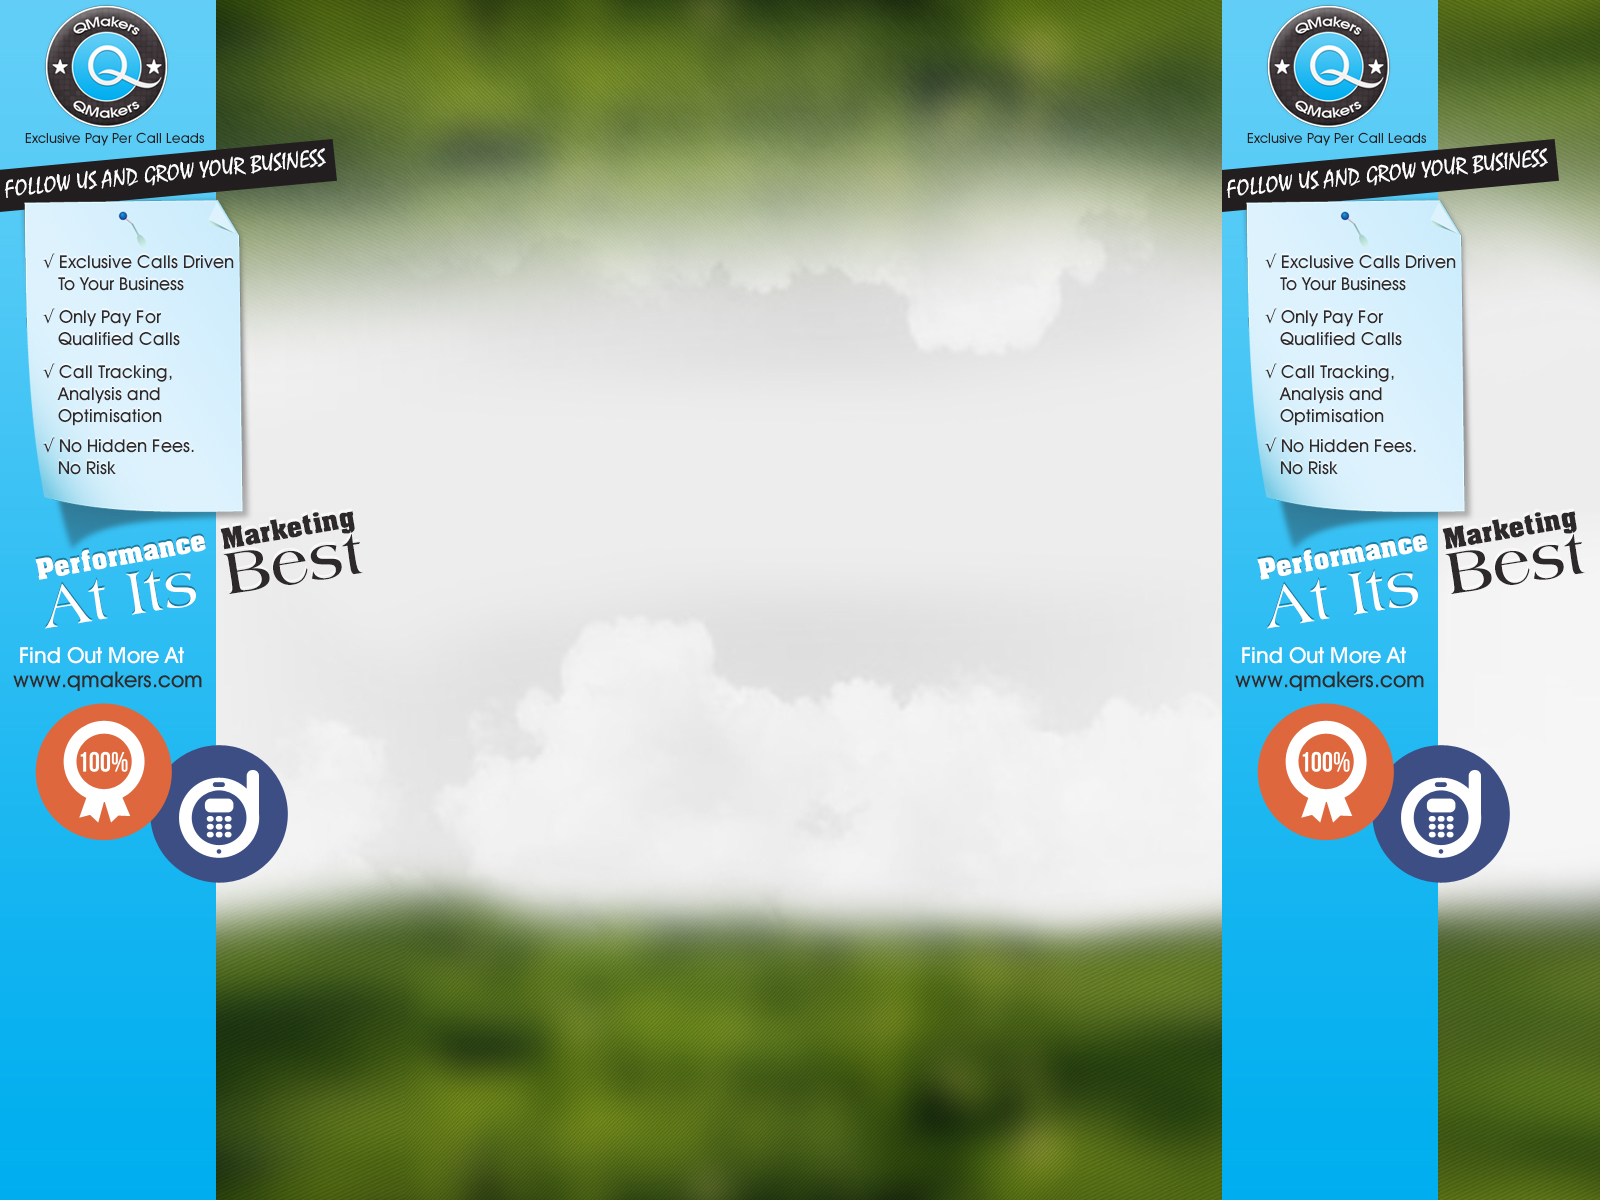 QMakers
Q
QMakers
Exclusive Pay Per Call Leads
FOLLOW US AND GROW YOUR BUSINESS
√ Exclusive Calls Driven
To Your Business
√ Only Pay For
Qualified Calls
√ Call Tracking,
Analysis and
Optimisation
√ No Hidden Fees.
No Risk
Performance Marketing
At Its Best
Find Out More At
www.qmakers.com
100%
QMakers
Q
QMakers
Exclusive Pay Per Call Leads
FOLLOW US AND GROW YOUR BUSINESS
√ Exclusive Calls Driven
To Your Business
√ Only Pay For
Qualified Calls
√ Call Tracking,
Analysis and
Optimisation
√ No Hidden Fees.
No Risk
Performance Marketing
At Its Best
Find Out More At
www.qmakers.com
100%